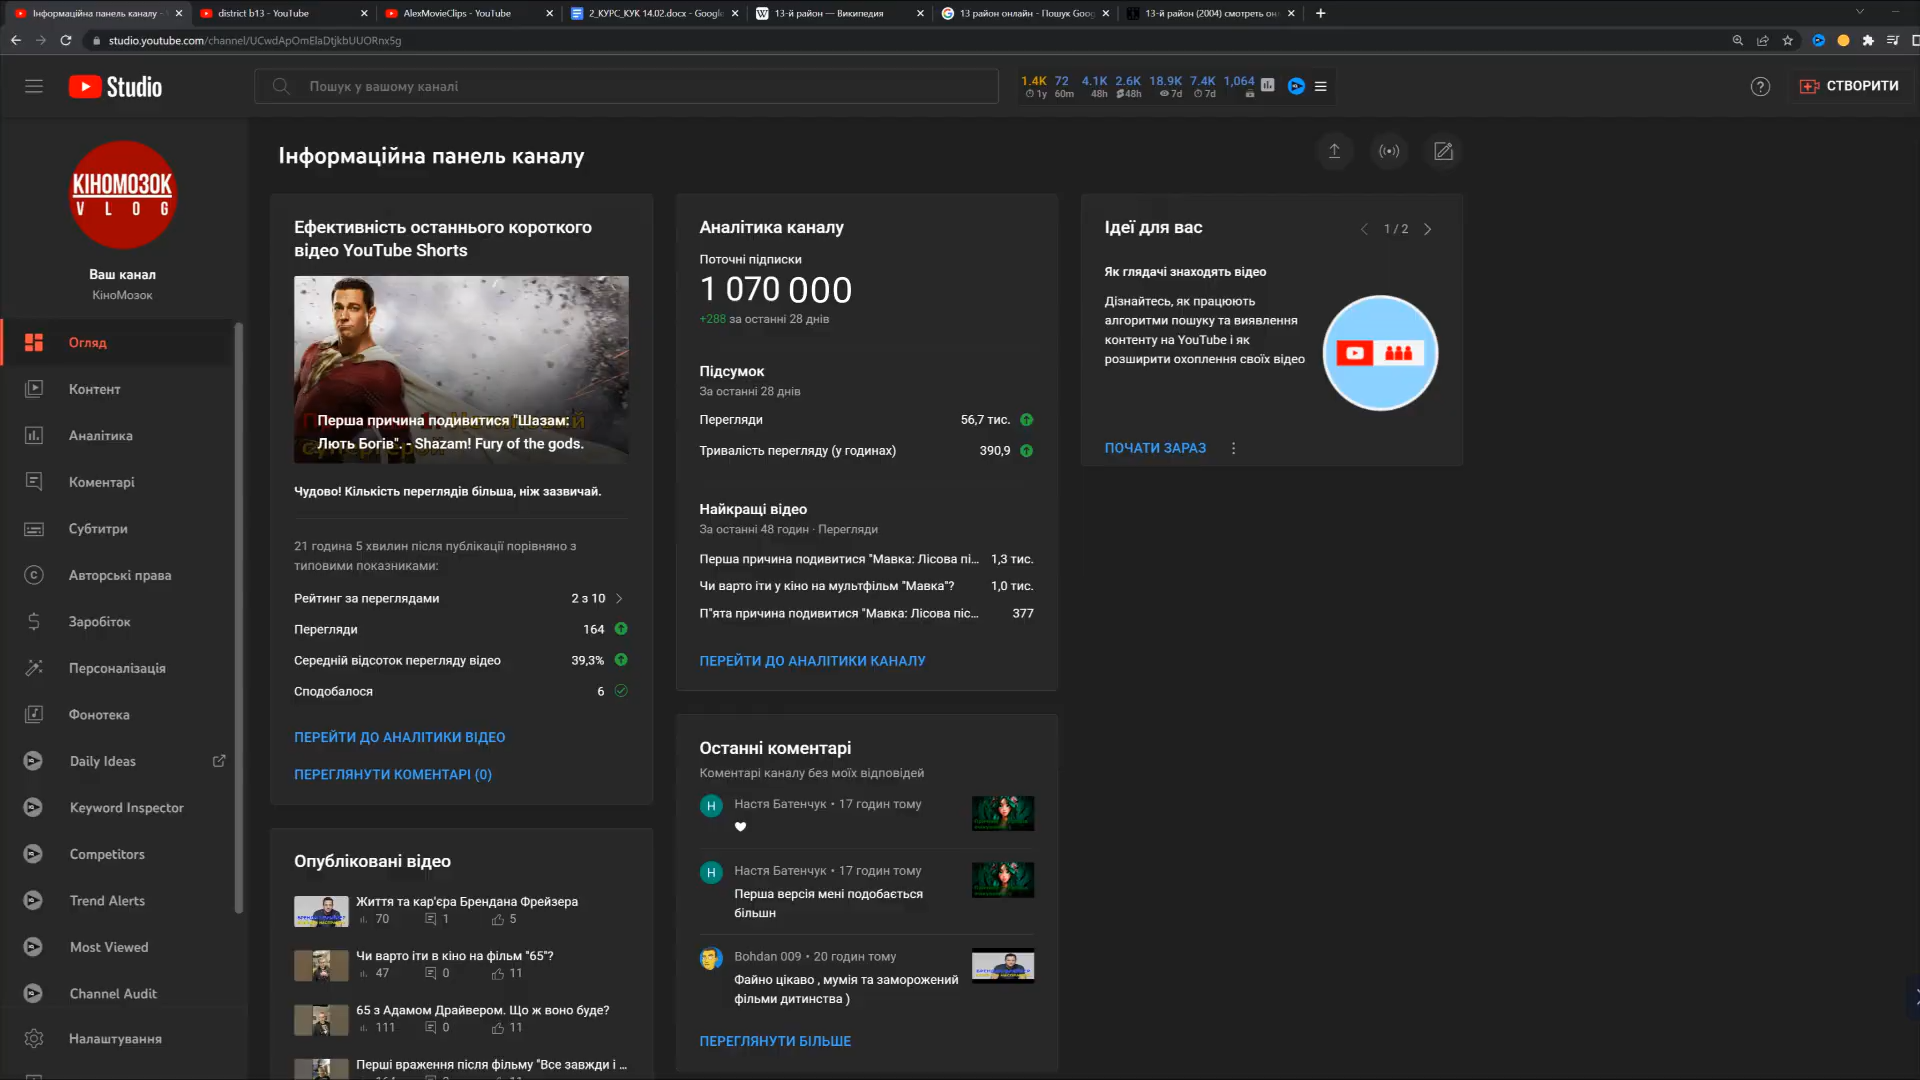 Інформаційна панель каналу -
district b13 - YouTube
AlexMovieClips - YouTube
2_КУРС_КУК 14.02.docx - Google
13-й район — Википедия
13 район онлайн - Пошук Goog
13-й район (2004) смотреть он
studio.youtube.com/channel/UCwdApOmElaDtjkbUUORnx5g
Studio
Пошук у вашому каналі
1.4K 72 4.1K 2.6K 18.9K 7.4K 1,064
1y 60m 48h 48h 7d 7d
СТВОРИТИ
КІНОМОЗОК
VLOG
Ваш канал
КіноМозок
Огляд
Контент
Аналітика
Коментарі
Субтитри
Авторські права
Заробіток
Персоналізація
Фонотека
Daily Ideas
Keyword Inspector
Competitors
Trend Alerts
Most Viewed
Channel Audit
Налаштування
Інформаційна панель каналу
Ефективність останнього короткого
відео YouTube Shorts
Перша причина подивитися "Шазам:
Лють Богів". - Shazam! Fury of the gods.
Чудово! Кількість переглядів більша, ніж зазвичай.
21 година 5 хвилин після публікації порівняно з
типовими показниками:
Рейтинг за переглядами 2 з 10
Перегляди 164
Середній відсоток перегляду відео 39,3%
Сподобалося 6
ПЕРЕЙТИ ДО АНАЛІТИКИ ВІДЕО
ПЕРЕГЛЯНУТИ КОМЕНТАРІ (0)
Опубліковані відео
Життя та кар'єра Брендана Фрейзера
70 1 5
Чи варто іти в кіно на фільм "65"?
47 0 11
65 з Адамом Драйвером. Що ж воно буде?
111 0 11
Перші враження після фільму "Все завжди і ...
Аналітика каналу
Поточні підписки
1 070 000
+288 за останні 28 днів
Підсумок
За останні 28 днів
Перегляди 56,7 тис.
Тривалість перегляду (у годинах) 390,9
Найкращі відео
За останні 48 годин · Перегляди
Перша причина подивитися "Мавка: Лісова пі... 1,3 тис.
Чи варто іти у кіно на мультфільм "Мавка"? 1,0 тис.
П"ята причина подивитися "Мавка: Лісова піс... 377
ПЕРЕЙТИ ДО АНАЛІТИКИ КАНАЛУ
Останні коментарі
Коментарі каналу без моїх відповідей
Н
Настя Батенчук • 17 годин тому
Н
Настя Батенчук • 17 годин тому
Перша версія мені подобається
більшн
Bohdan 009 • 20 годин тому
Файно цікаво , мумія та заморожений
фільми дитинства )
ПЕРЕГЛЯНУТИ БІЛЬШЕ
Ідеї для вас
1 / 2
Як глядачі знаходять відео
Дізнайтесь, як працюють
алгоритми пошуку та виявлення
контенту на YouTube і як
розширити охоплення своїх відео
ПОЧАТИ ЗАРАЗ